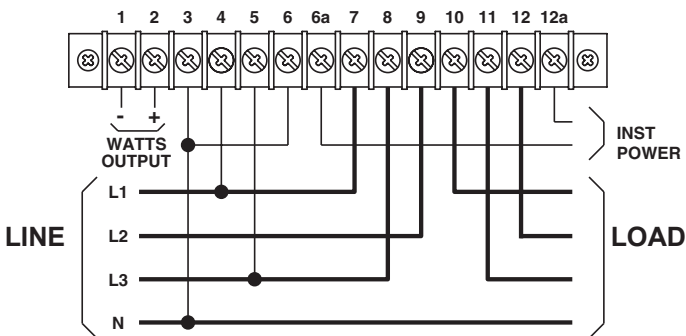 1 2 3 4 5 6 6a 7 8 9 10 11 12 12a
- +
WATTS
OUTPUT
INST
POWER
L1
LINE
L2
LOAD
L3
N